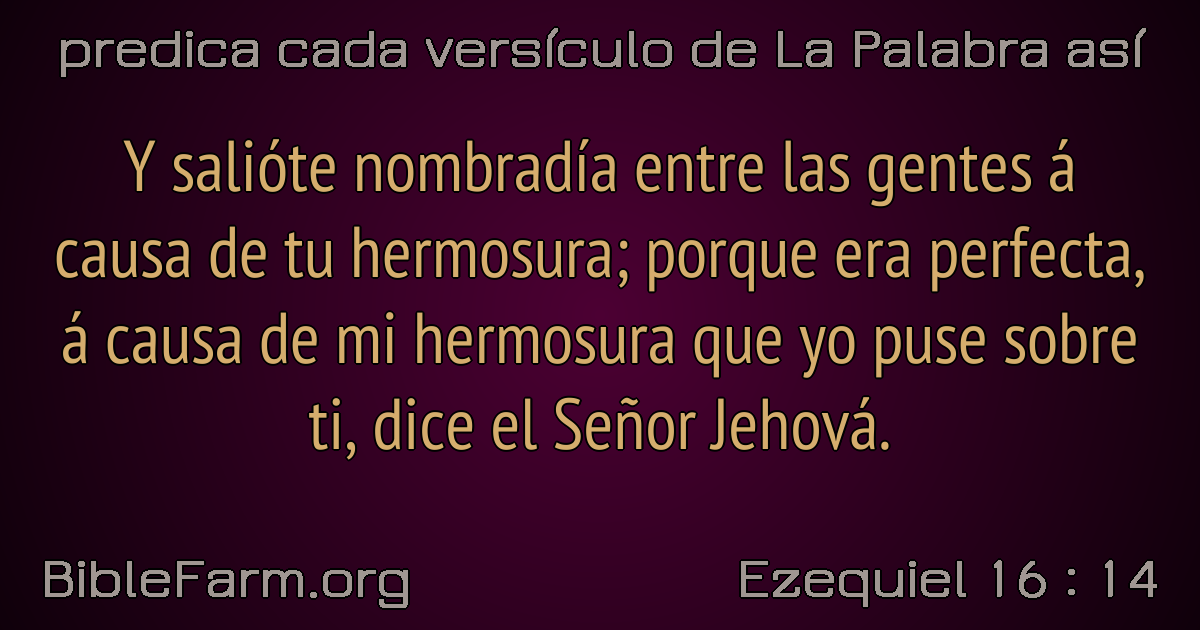 predica cada versículo de La Palabra así
Y salióte nombradía entre las gentes á
causa de tu hermosura; porque era perfecta,
á causa de mi hermosura que yo puse sobre
ti, dice el Señor Jehová.
BibleFarm.org
Ezequiel 16 : 14